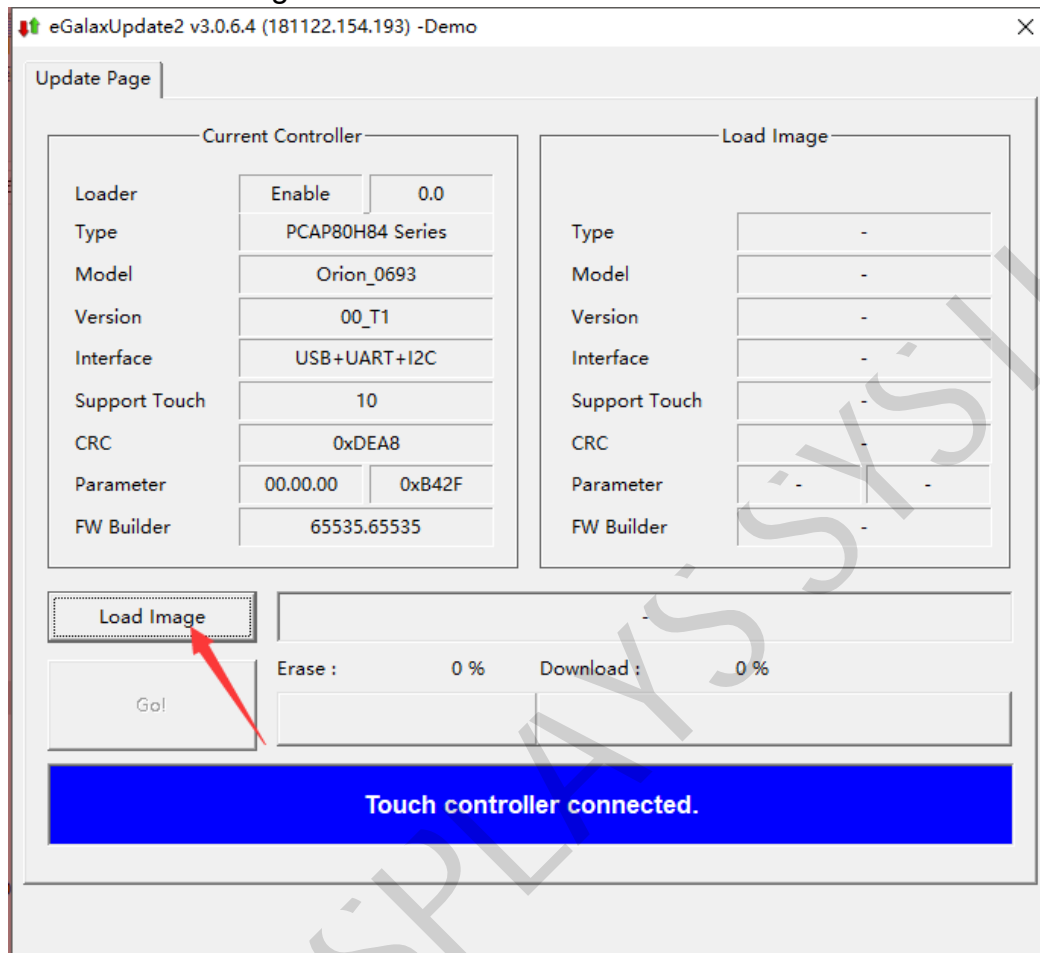 eGalaxUpdate2 v3.0.6.4 (181122.154.193) -Demo
Update Page
Current Controller
Loader Enable 0.0
Type PCAP80H84 Series
Model Orion_0693
Version 00_T1
Interface USB+UART+I2C
Support Touch 10
CRC 0xDEA8
Parameter 00.00.00 0xB42F
FW Builder 65535.65535
Load Image
Type -
Model -
Version -
Interface -
Support Touch -
CRC -
Parameter - -
FW Builder -
Load Image -
Erase : 0 % Download : 0 %
Go!
Touch controller connected.